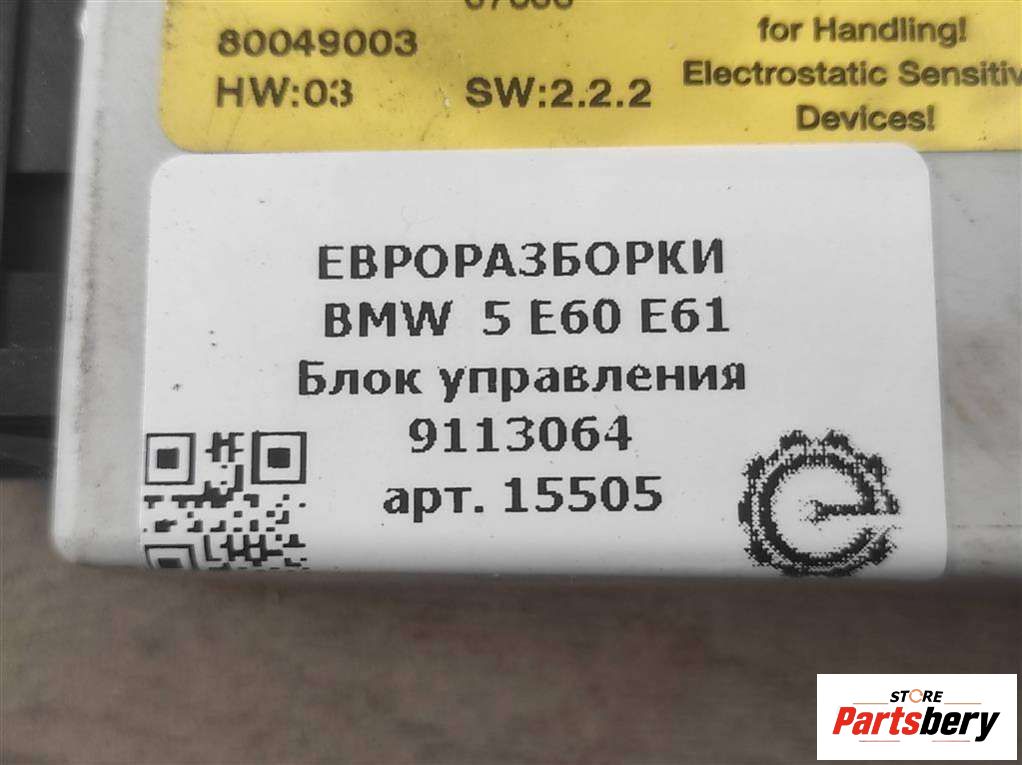 80049003
HW:03 SW:2.2.2
for Handling!
Electrostatic Sensitiv
Devices!
ЕВРОРАЗБОРКИ
BMW 5 E60 E61
Блок управления
9113064
арт. 15505
STORE
Partsbery